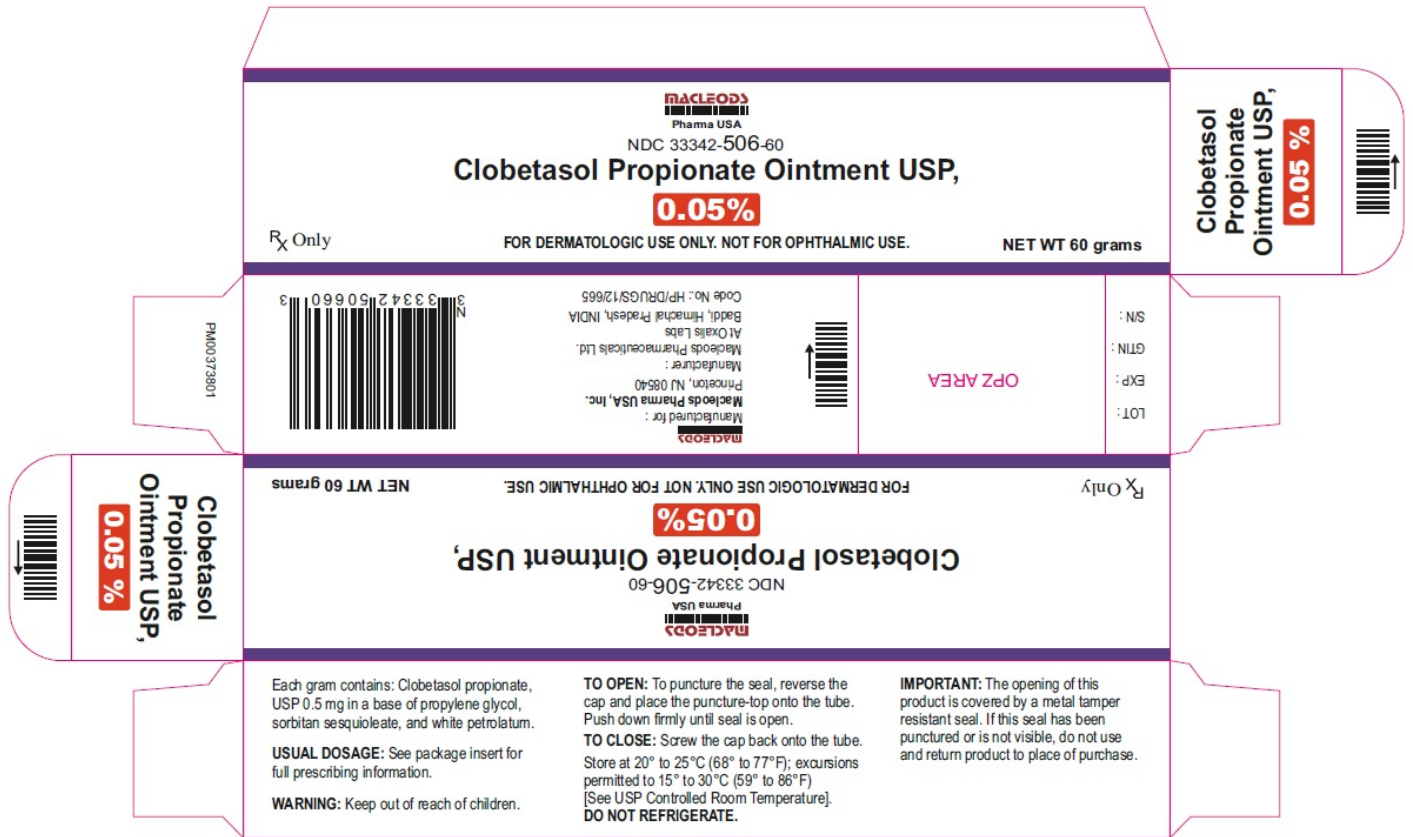 MACLEODS
Pharma USA
NDC 33342-506-60
Clobetasol Propionate Ointment USP,
0.05%
Rx Only
FOR DERMATOLOGIC USE ONLY. NOT FOR OPHTHALMIC USE.
NET WT 60 grams
Clobetasol
Propionate
Ointment USP,
0.05 %
PM00373801
N
3 33342 50660 3
MACLEODS
Manufactured for :
Macleods Pharma USA, Inc.
Princeton, NJ 08540
Manufacturer :
Macleods Pharmaceuticals Ltd.
At Oxalis Labs
Baddi, Himachal Pradesh, INDIA
Code No.: HP/DRUGS/12/665
OPZ AREA
LOT :
EXP :
GTIN :
S/N :
Clobetasol
Propionate
Ointment USP,
0.05 %
MACLEODS
Pharma USA
NDC 33342-506-60
Clobetasol Propionate Ointment USP,
0.05%
Rx Only
FOR DERMATOLOGIC USE ONLY. NOT FOR OPHTHALMIC USE.
NET WT 60 grams
Each gram contains: Clobetasol propionate,
USP 0.5 mg in a base of propylene glycol,
sorbitan sesquioleate, and white petrolatum.
USUAL DOSAGE: See package insert for
full prescribing information.
WARNING: Keep out of reach of children.
TO OPEN: To puncture the seal, reverse the
cap and place the puncture-top onto the tube.
Push down firmly until seal is open.
TO CLOSE: Screw the cap back onto the tube.
Store at 20° to 25°C (68° to 77°F); excursions
permitted to 15° to 30°C (59° to 86°F)
[See USP Controlled Room Temperature].
DO NOT REFRIGERATE.
IMPORTANT: The opening of this
product is covered by a metal tamper
resistant seal. If this seal has been
punctured or is not visible, do not use
and return product to place of purchase.